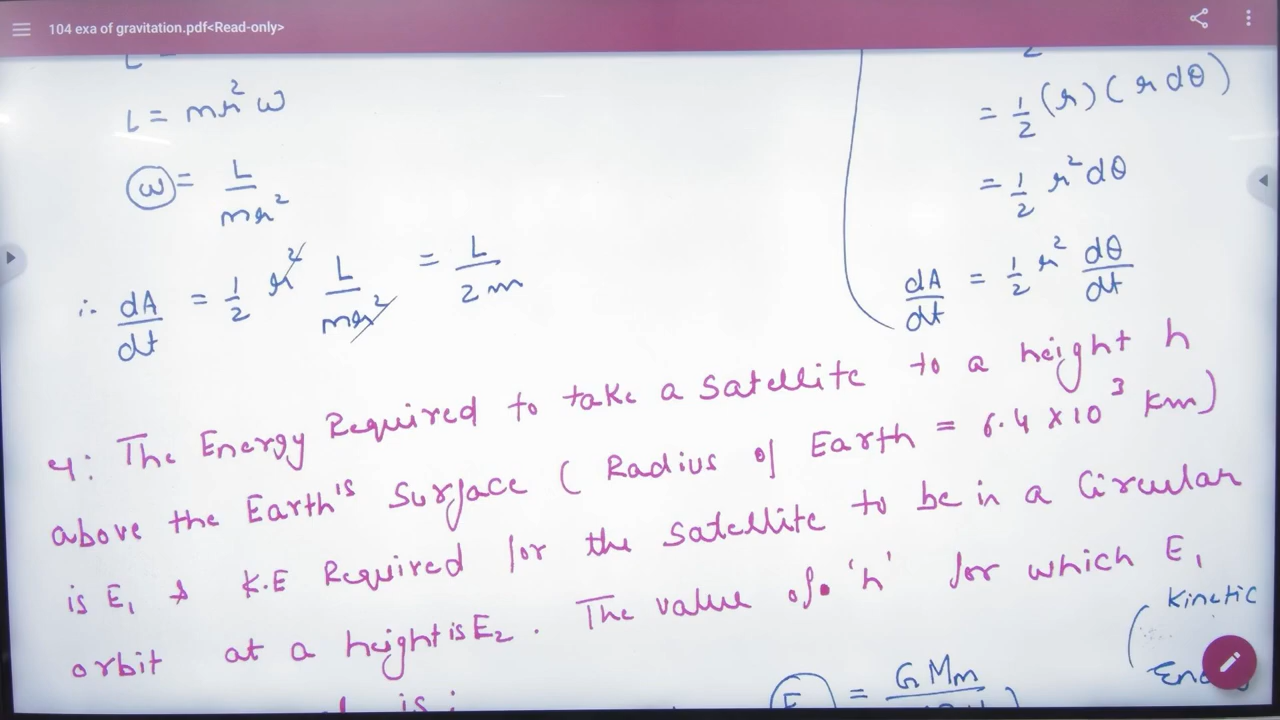 104 exa of gravitation.pdf<Read-only>
L = mr² ω
ω = L/mr²
∴ dA/dt = 1/2 r² L/mr² = L/2m
= 1/2 (r) ( r dθ )
= 1/2 r² dθ
dA/dt = 1/2 r² dθ/dt
4: The Energy Required to take a Satellite to a height h
above the Earth's Surface ( Radius of Earth = 6.4 × 10³ Km)
is E₁ & K.E Required for the Satellite to be in a Circular
orbit at a height is E₂. The value of 'h' for which E₁
is :
Kinetic
= G Mm